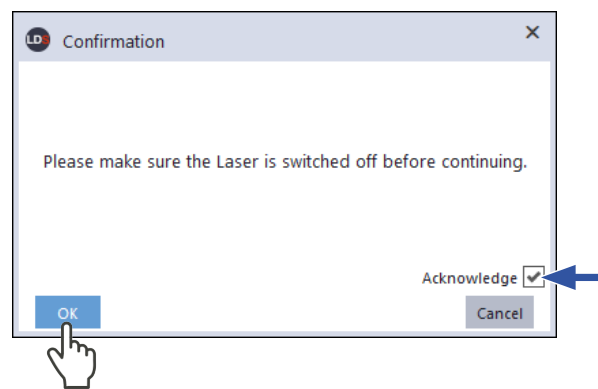 LDS Confirmation
Please make sure the Laser is switched off before continuing.
Acknowledge
OK
Cancel